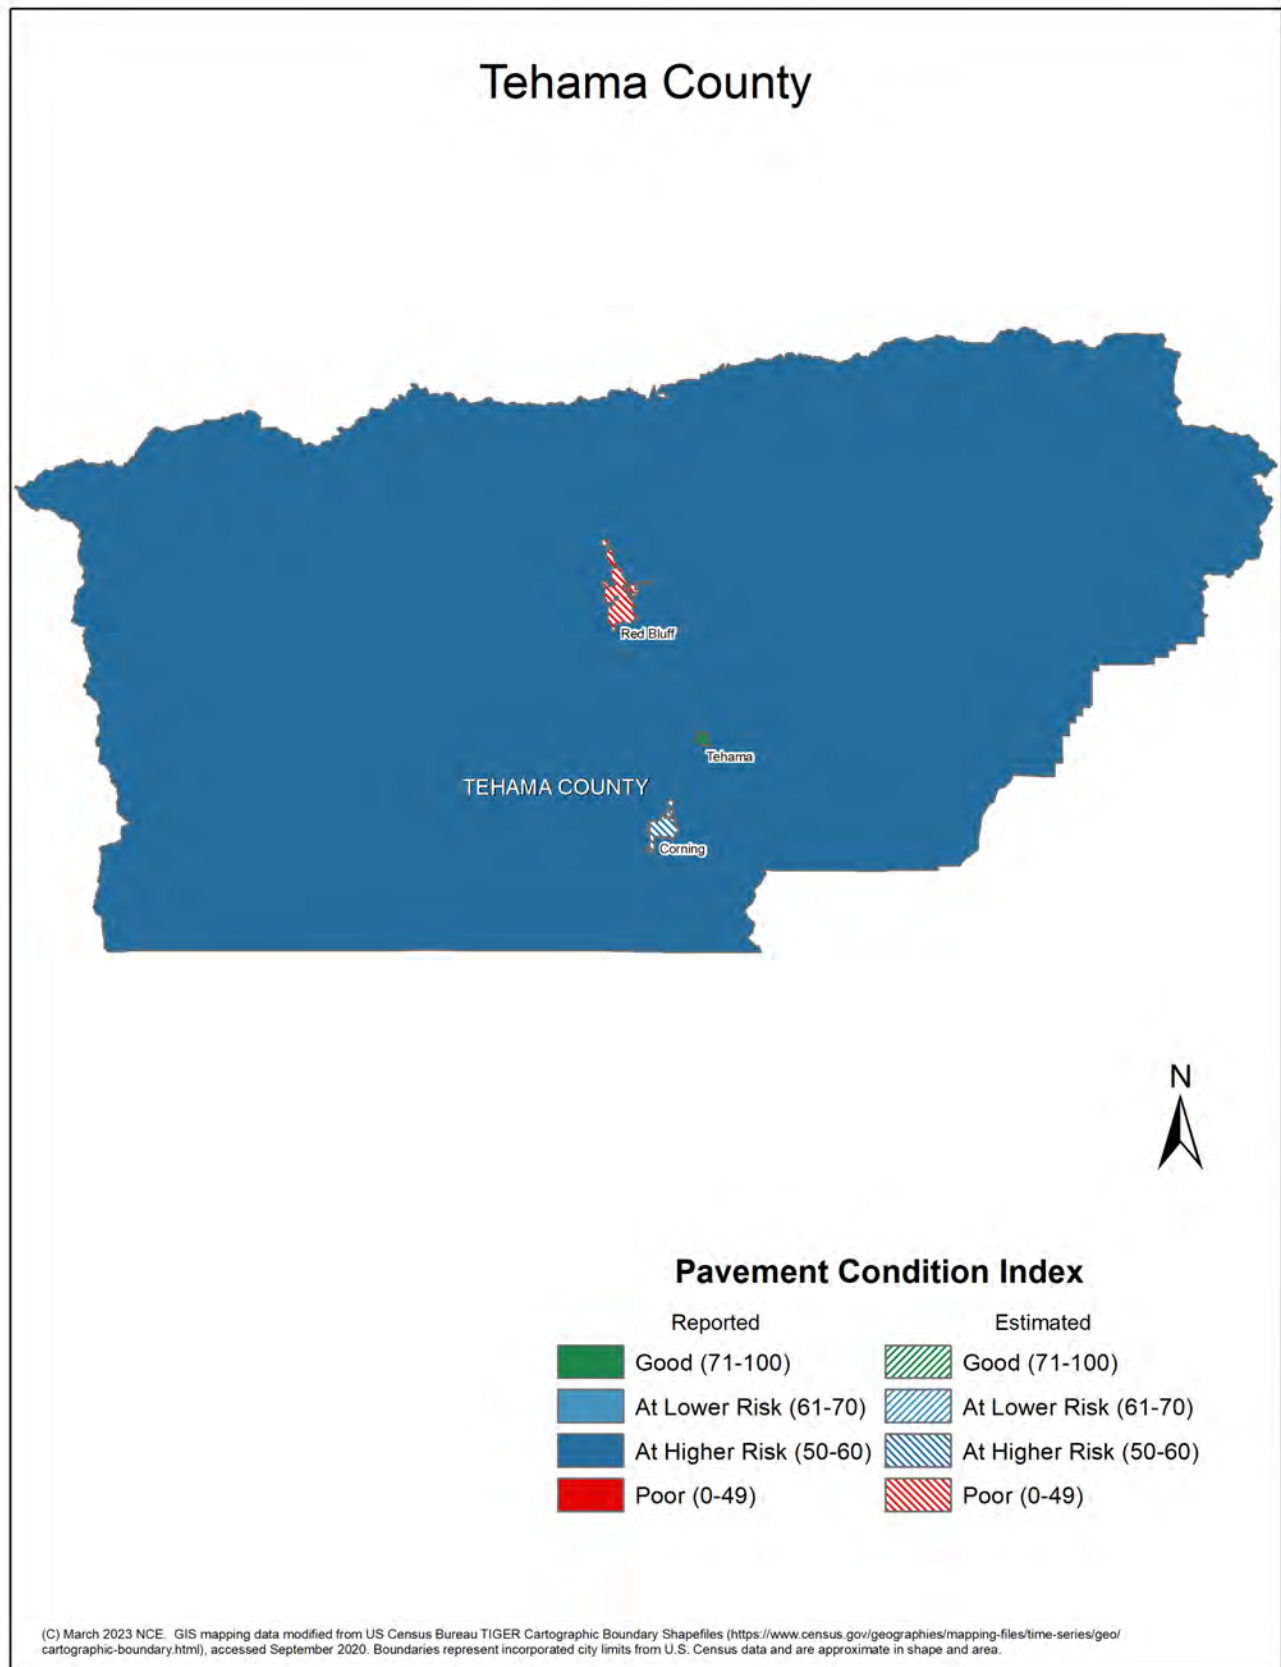 Tehama County
Red Bluff
Tehama
TEHAMA COUNTY
Corning
N
Pavement Condition Index
Reported
Estimated
Good (71-100)
Good (71-100)
At Lower Risk (61-70)
At Lower Risk (61-70)
At Higher Risk (50-60)
At Higher Risk (50-60)
Poor (0-49)
Poor (0-49)
(C) March 2023 NCE. GIS mapping data modified from US Census Bureau TIGER Cartographic Boundary Shapefiles (https://www.census.gov/geographies/mapping-files/time-series/geo/
cartographic-boundary.html), accessed September 2020. Boundaries represent incorporated city limits from U.S. Census data and are approximate in shape and area.